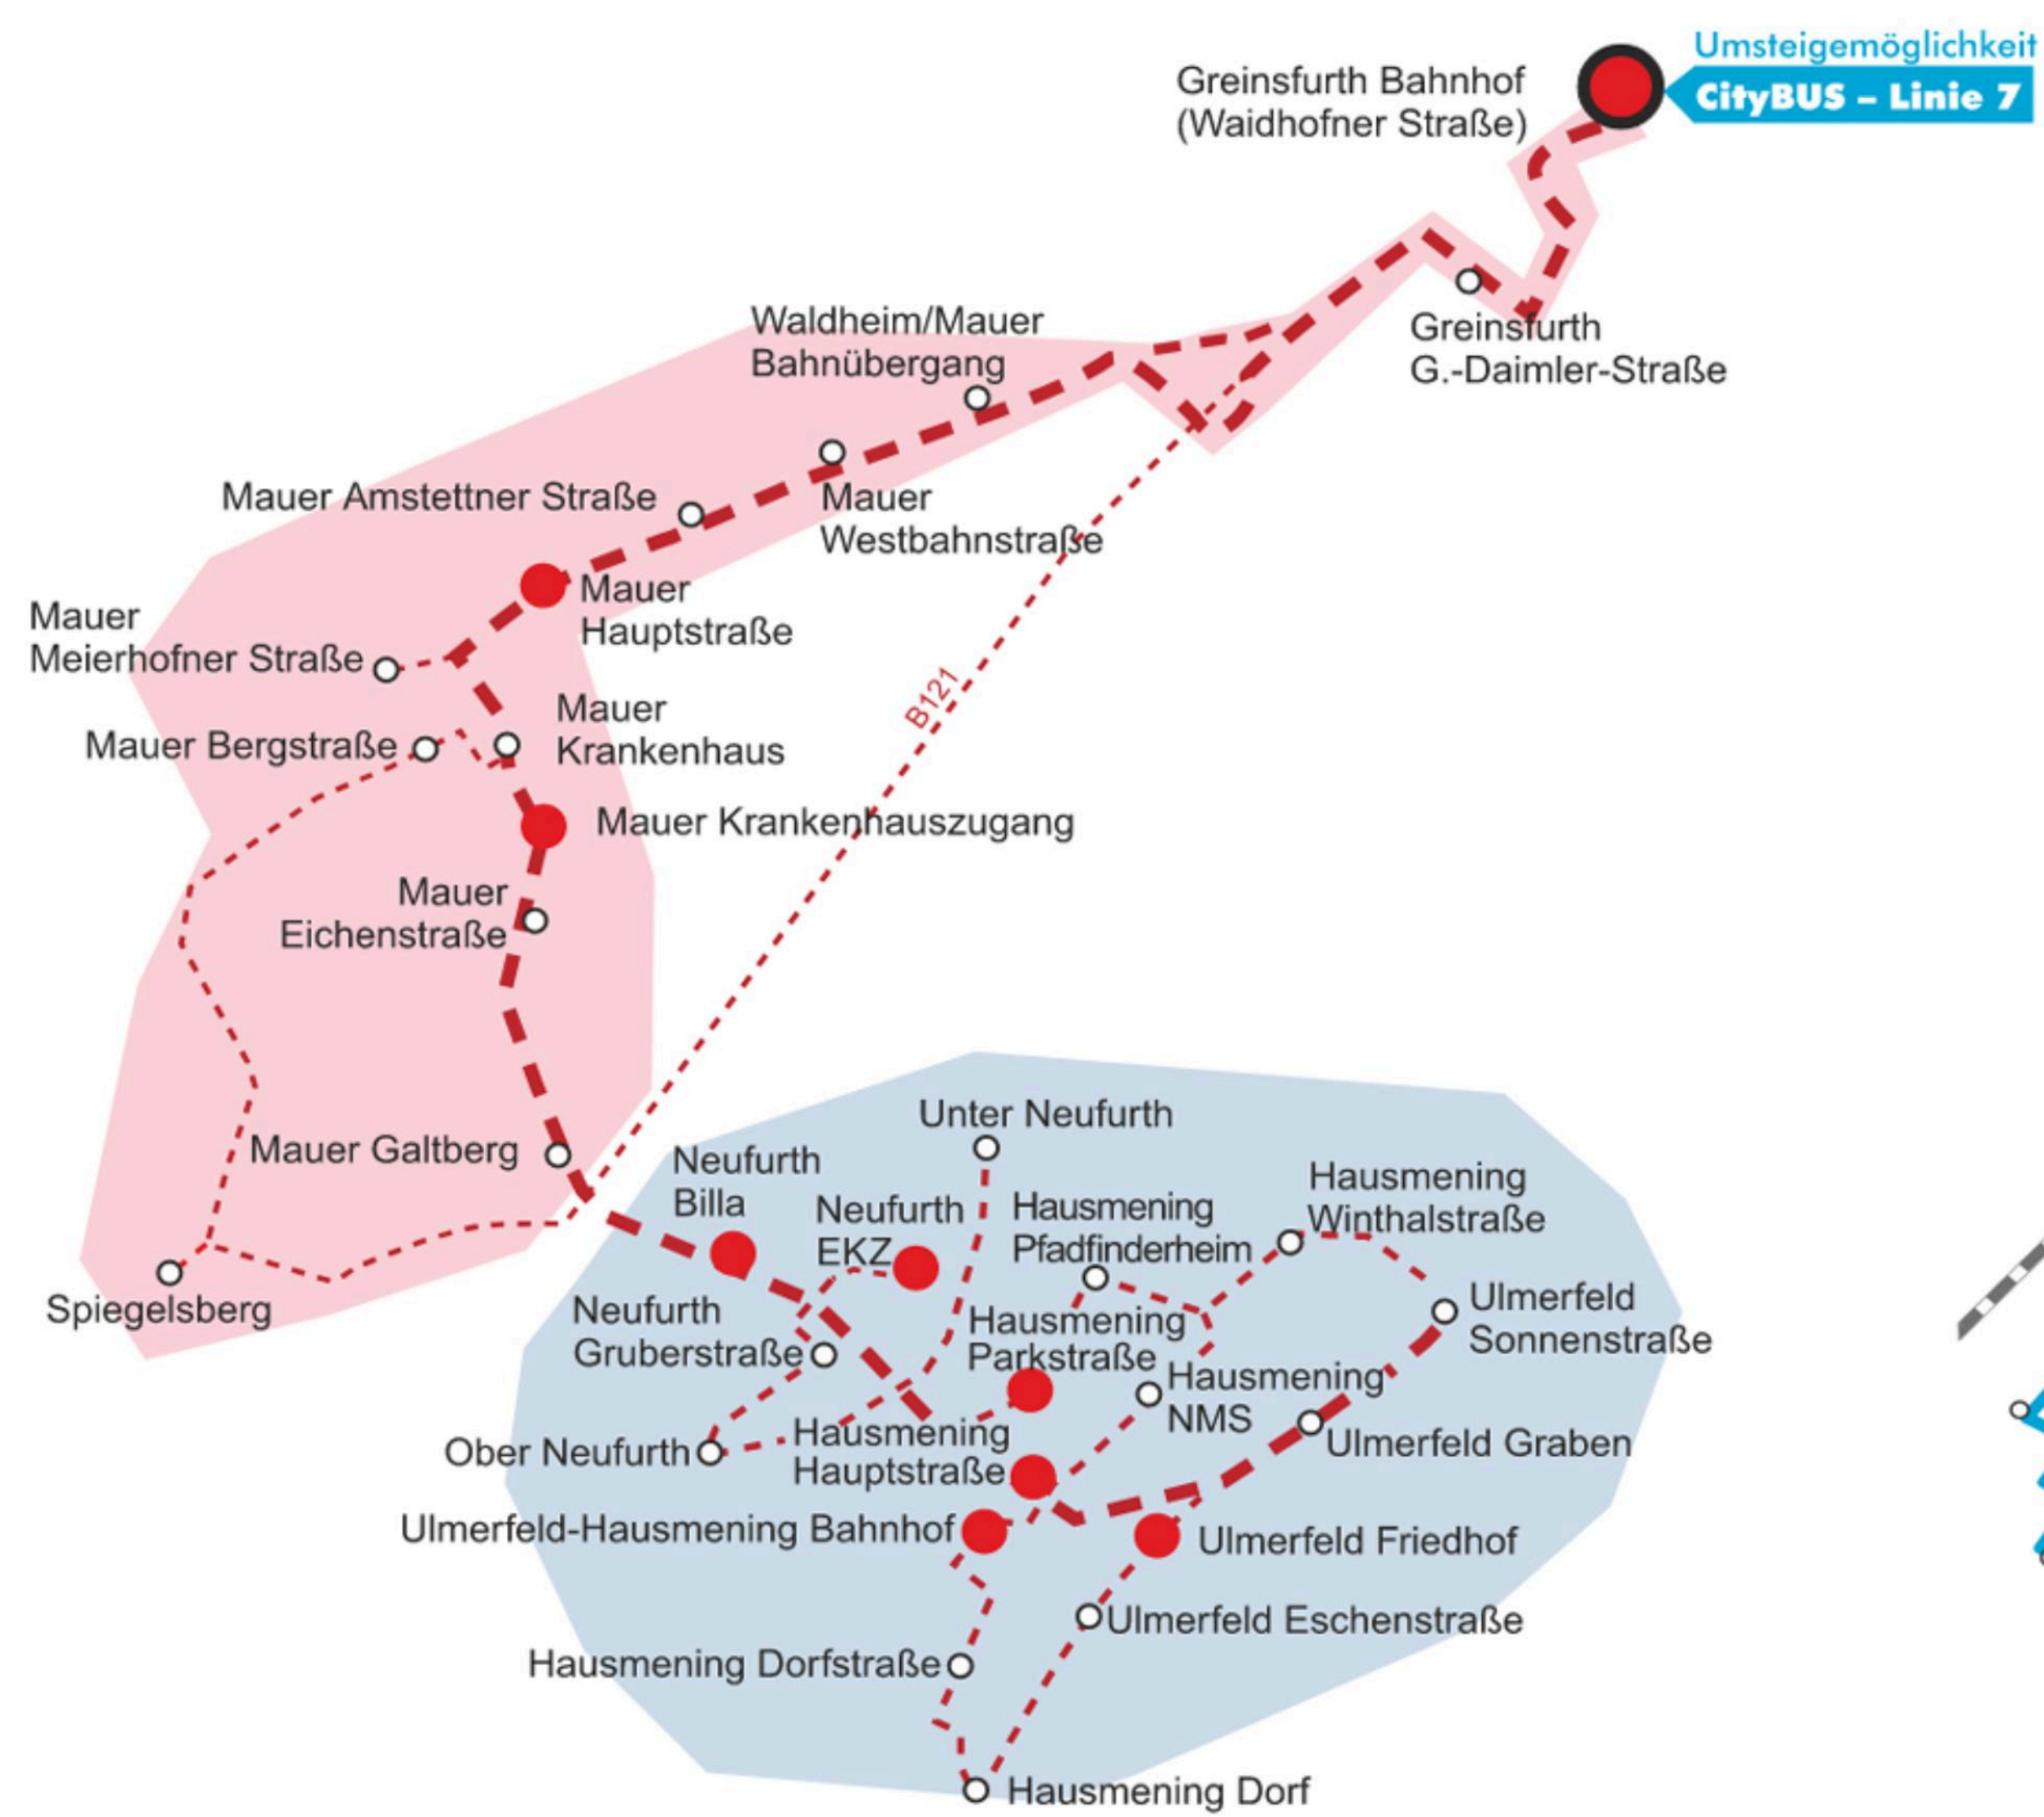 Umsteigemöglichkeit
CityBUS – Linie 7
Greinsfurth Bahnhof
(Waidhofner Straße)
Greinsfurth
G.-Daimler-Straße
Waldheim/Mauer
Bahnübergang
Mauer Amstettner Straße
Mauer
Westbahnstraße
Mauer
Hauptstraße
Mauer
Meierhofner Straße
B121
Mauer
Krankenhaus
Mauer Bergstraße
Mauer Krankenhauszugang
Mauer
Eichenstraße
Mauer Galtberg
Spiegelsberg
Unter Neufurth
Neufurth
Billa
Neufurth
EKZ
Hausmening
Pfadfinderheim
Hausmening
Winthalstraße
Neufurth
Gruberstraße
Hausmening
Parkstraße
Ulmerfeld
Sonnenstraße
Hausmening
NMS
Ober Neufurth
Hausmening
Hauptstraße
Ulmerfeld Graben
Ulmerfeld-Hausmening Bahnhof
Ulmerfeld Friedhof
Ulmerfeld Eschenstraße
Hausmening Dorfstraße
Hausmening Dorf